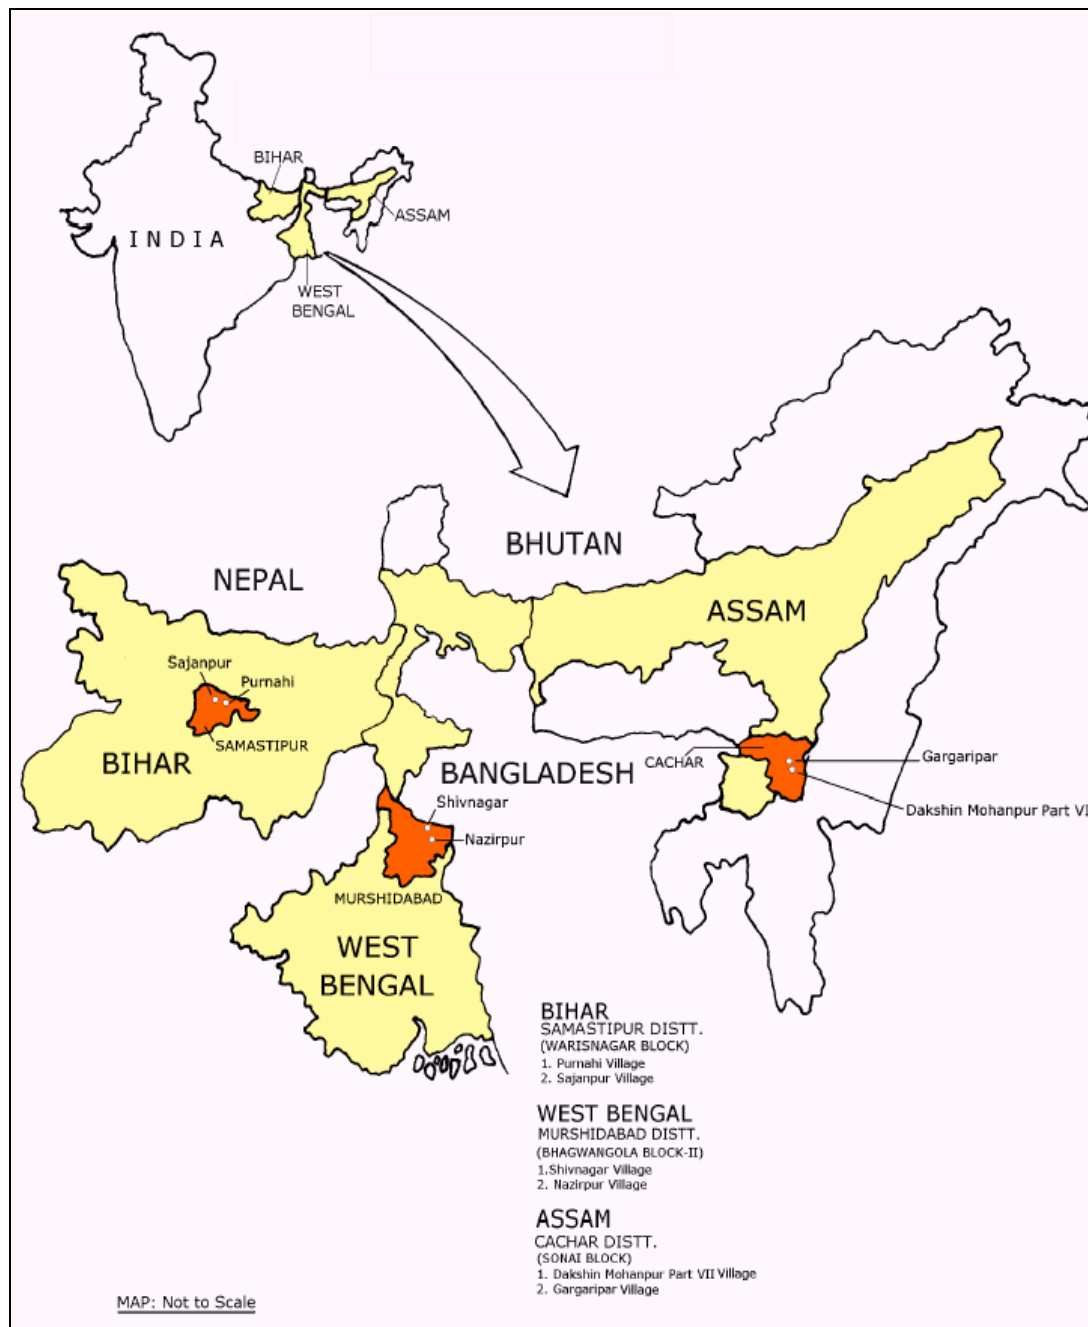 BIHAR
ASSAM
INDIA
WEST
BENGAL
BHUTAN
NEPAL
ASSAM
Sajanpur
Purnahi
SAMASTIPUR
BIHAR
CACHAR
Gargaripar
BANGLADESH
Shivnagar
Dakshin Mohanpur Part VI
Nazirpur
MURSHIDABAD
WEST
BENGAL
BIHAR
SAMASTIPUR DISTT.
(WARISNAGAR BLOCK)
1. Purnahi Village
2. Sajanpur Village
WEST BENGAL
MURSHIDABAD DISTT.
(BHAGWANGOLA BLOCK-II)
1.Shivnagar Village
2. Nazirpur Village
ASSAM
CACHAR DISTT.
(SONAI BLOCK)
1. Dakshin Mohanpur Part VII Village
2. Gargaripar Village
MAP: Not to Scale